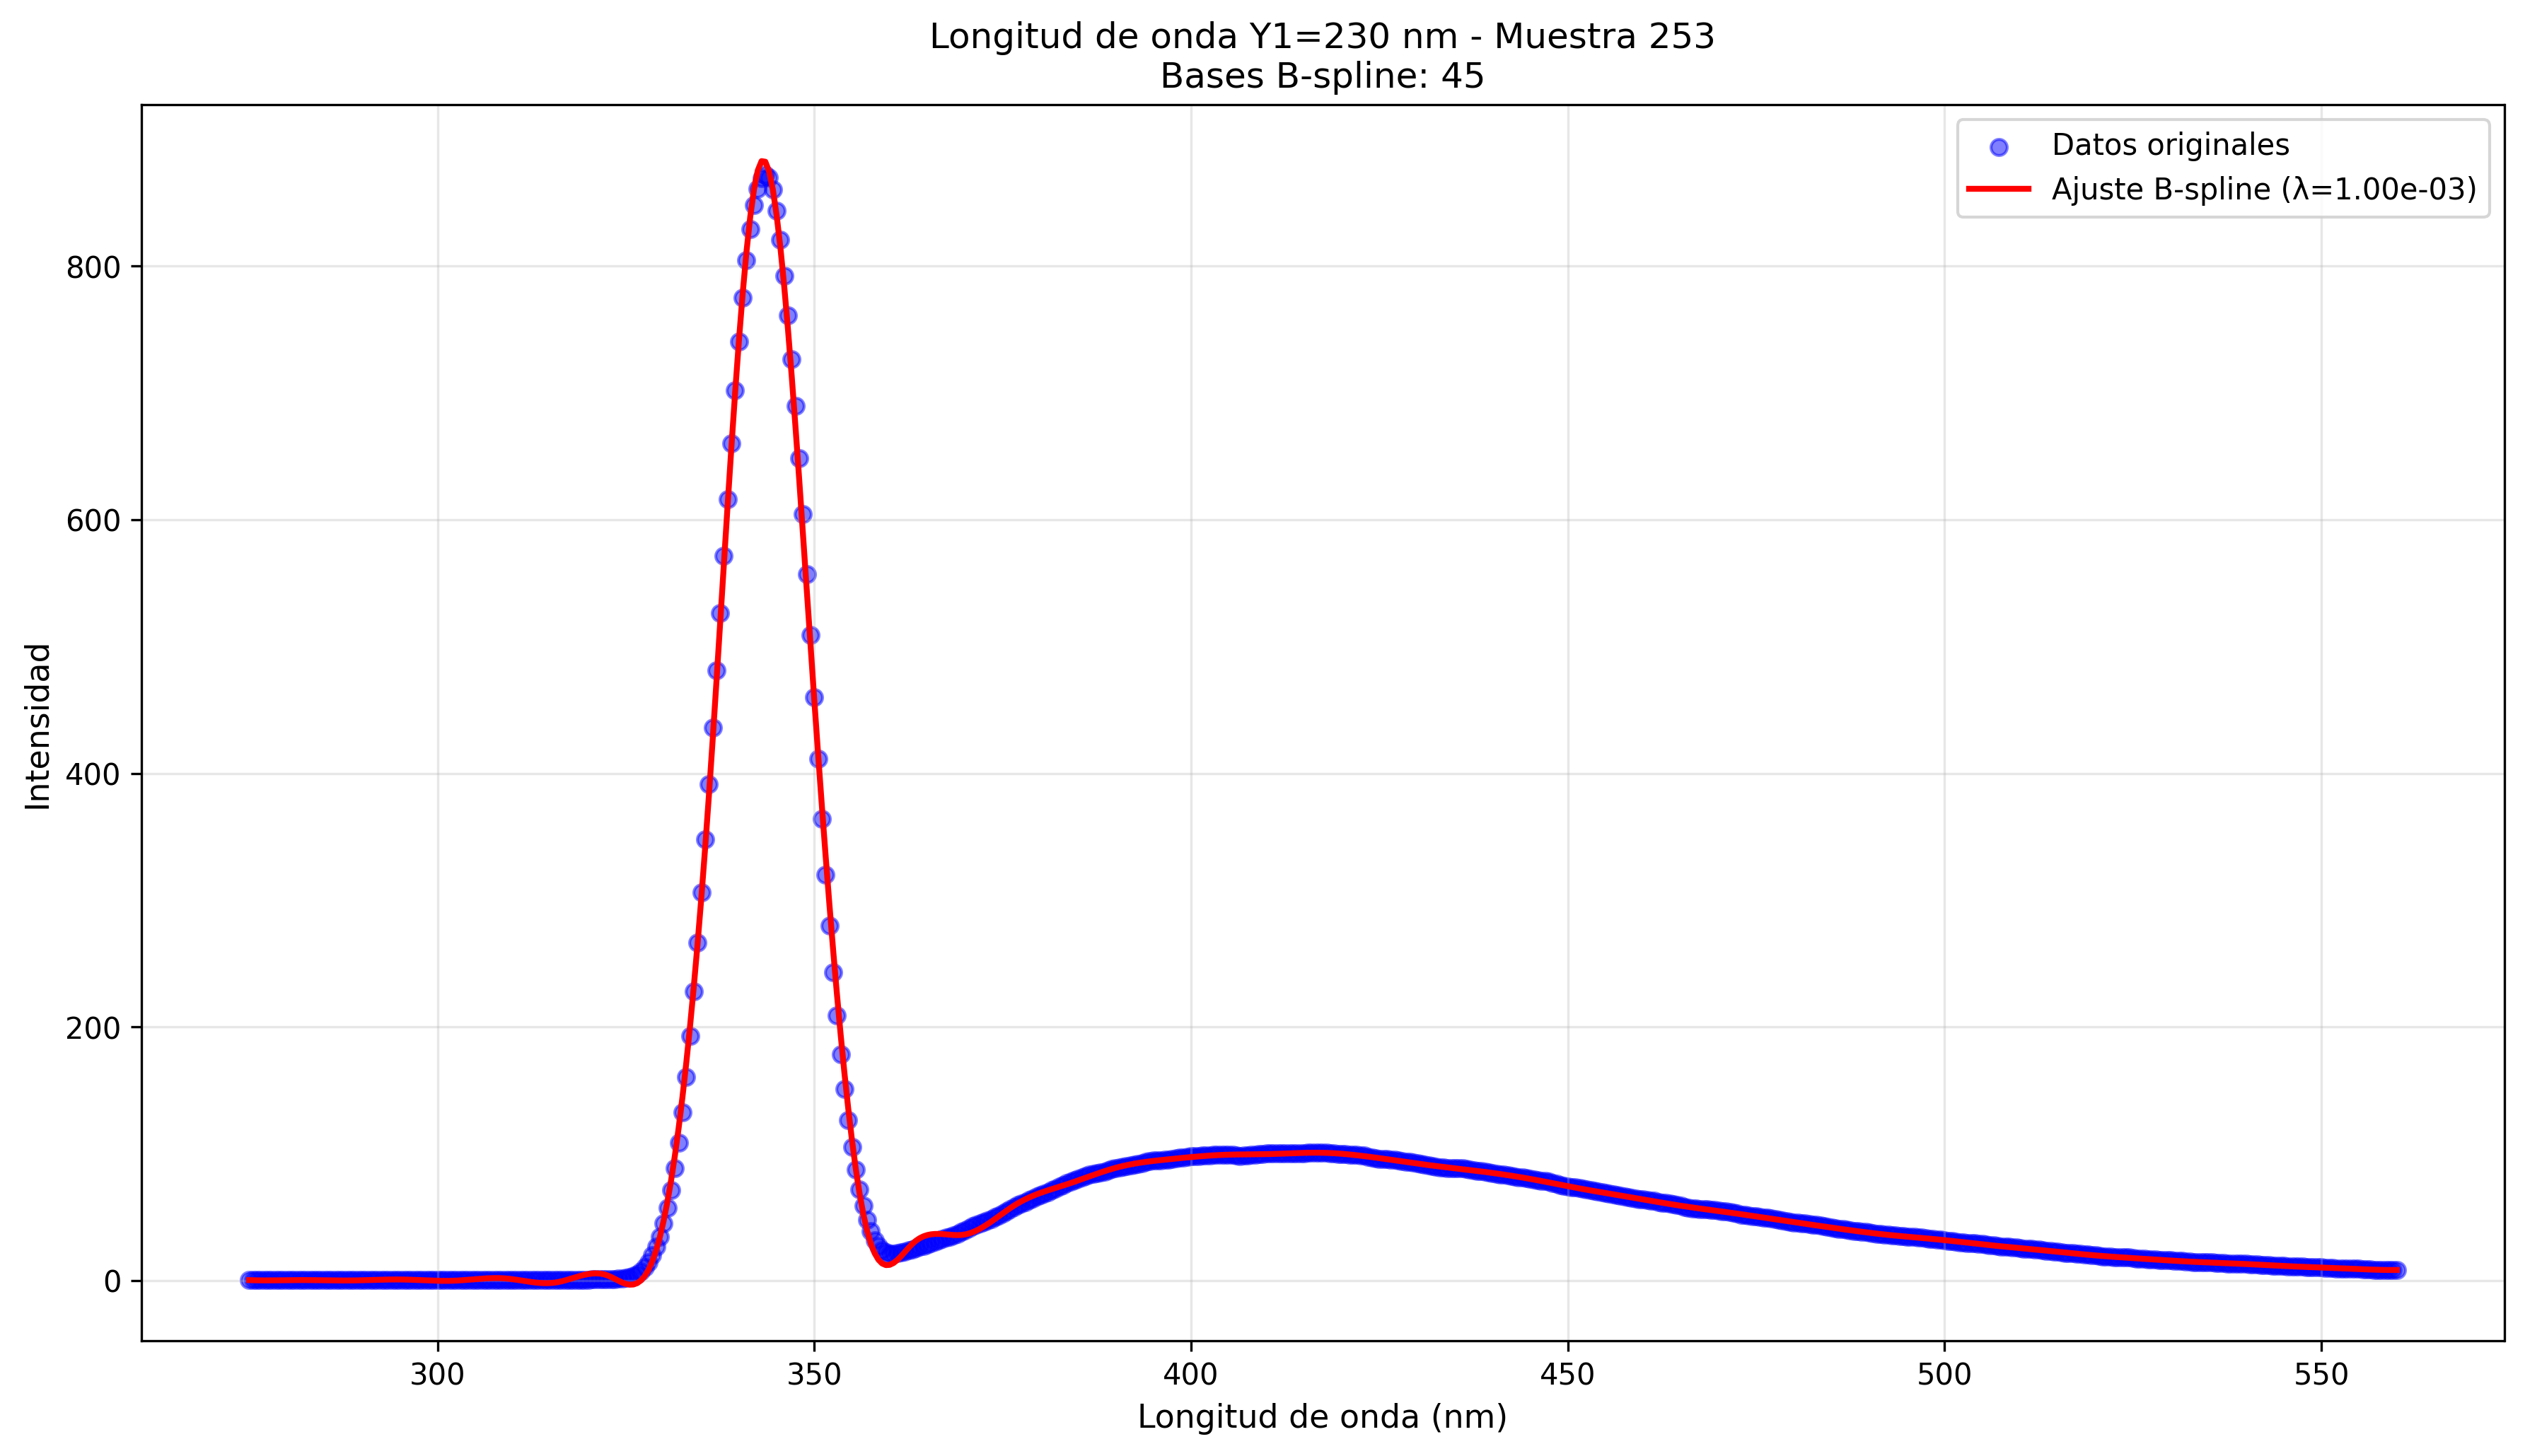 Longitud de onda Y1=230 nm - Muestra 253
Bases B-spline: 45
Datos originales
Ajuste B-spline (λ=1.00e-03)
Intensidad
800
600
400
200
0
300
350
400
450
500
550
Longitud de onda (nm)